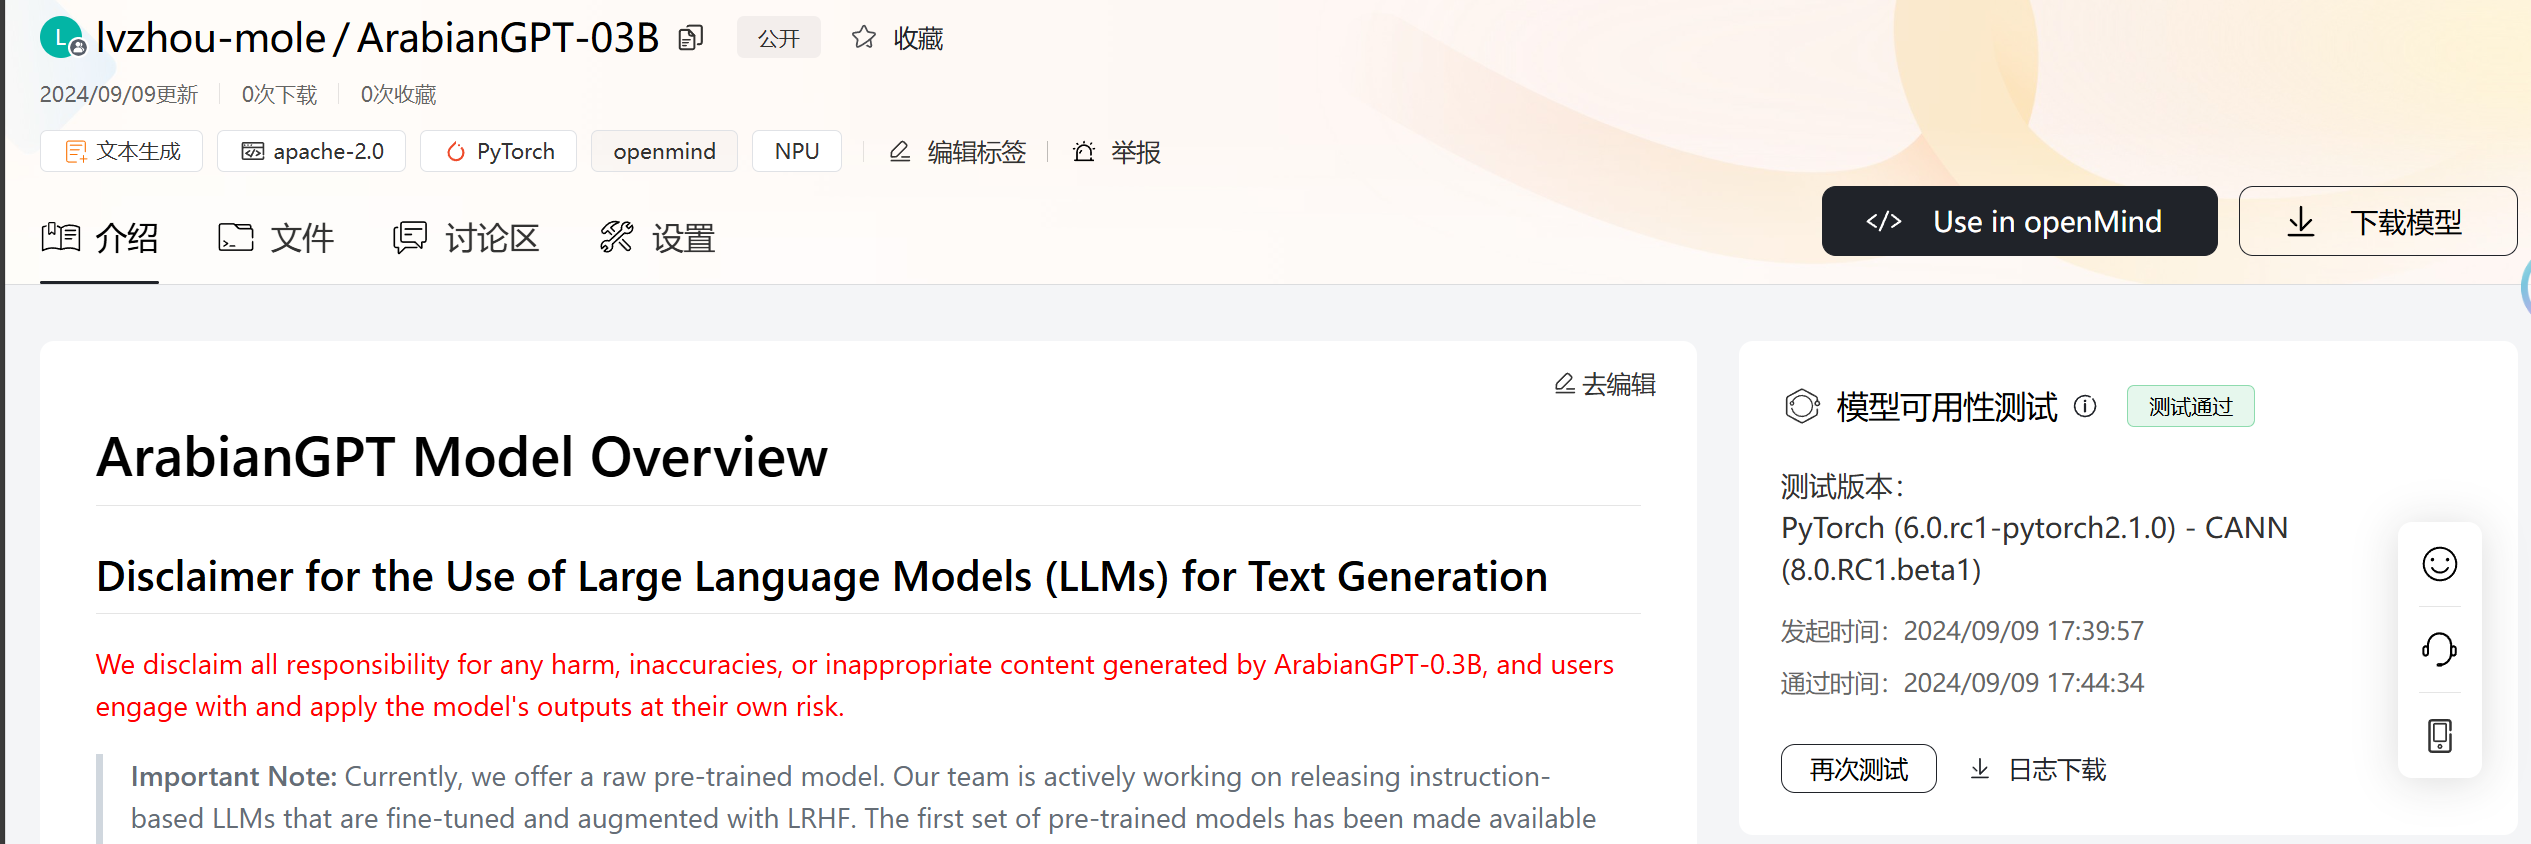 L lvzhou-mole / ArabianGPT-03B 公开 收藏
2024/09/09更新 0次下载 0次收藏
文本生成 apache-2.0 PyTorch openmind NPU 编辑标签 举报
介绍 文件 讨论区 设置
</> Use in openMind 下载模型
去编辑
ArabianGPT Model Overview
Disclaimer for the Use of Large Language Models (LLMs) for Text Generation
We disclaim all responsibility for any harm, inaccuracies, or inappropriate content generated by ArabianGPT-0.3B, and users
engage with and apply the model's outputs at their own risk.
Important Note: Currently, we offer a raw pre-trained model. Our team is actively working on releasing instruction-
based LLMs that are fine-tuned and augmented with LRHF. The first set of pre-trained models has been made available
模型可用性测试 测试通过
测试版本：
PyTorch (6.0.rc1-pytorch2.1.0) - CANN
(8.0.RC1.beta1)
发起时间：2024/09/09 17:39:57
通过时间：2024/09/09 17:44:34
再次测试 日志下载